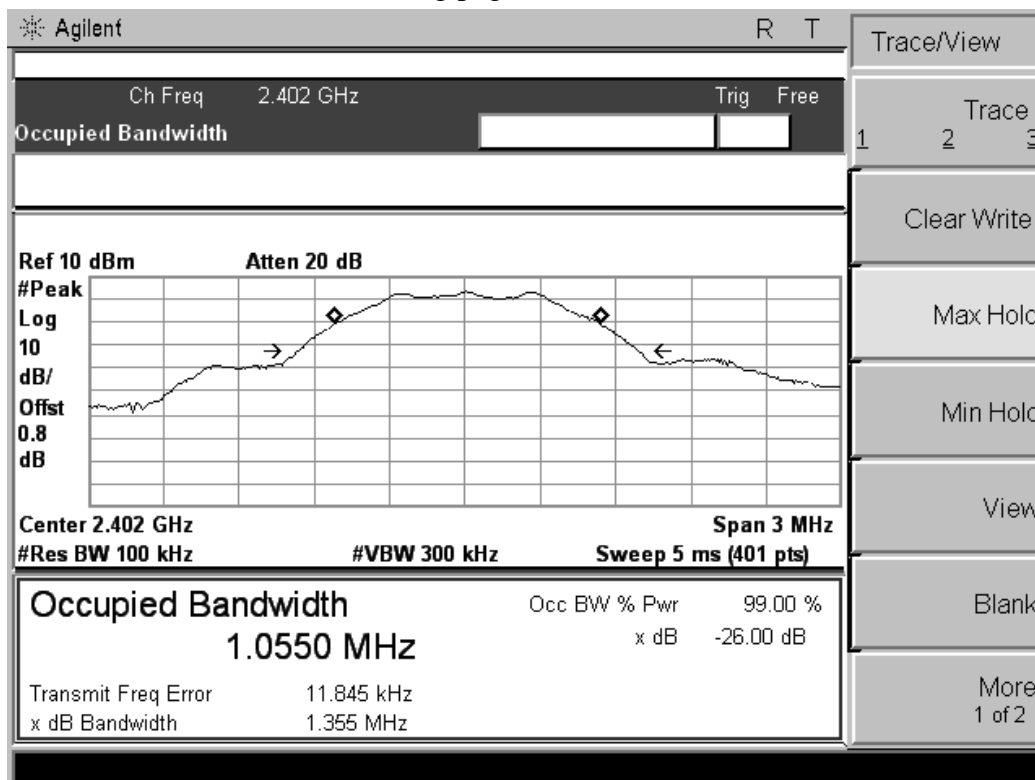 Agilent R T
Trace/View
Ch Freq 2.402 GHz Trig Free
Occupied Bandwidth
Trace
1 2 3
Clear Write
Max Hold
Min Hold
View
Blank
More
1 of 2
Ref 10 dBm Atten 20 dB
#Peak
Log
10
dB/
Offst
0.8
dB
Center 2.402 GHz Span 3 MHz
#Res BW 100 kHz #VBW 300 kHz Sweep 5 ms (401 pts)
Occupied Bandwidth Occ BW % Pwr 99.00 %
1.0550 MHz x dB -26.00 dB
Transmit Freq Error 11.845 kHz
x dB Bandwidth 1.355 MHz